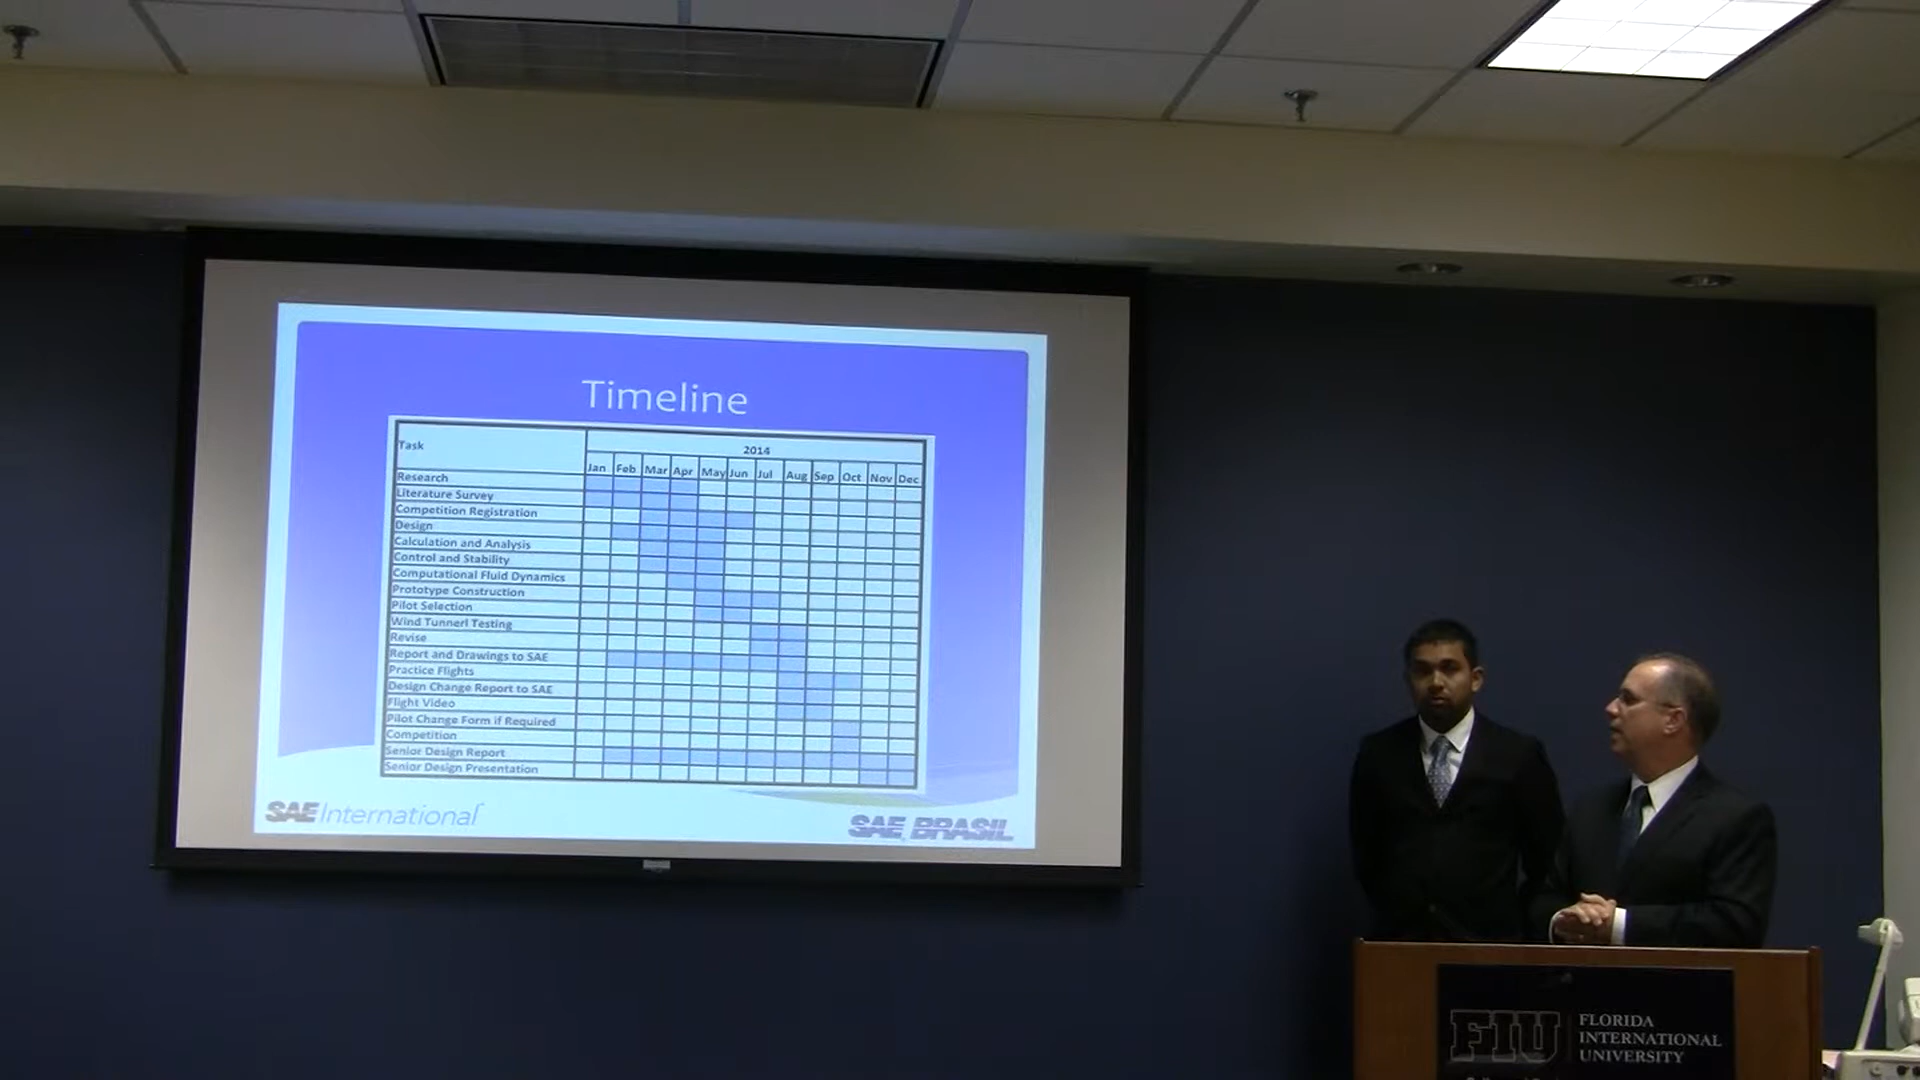 Timeline
Task
2014
Jan Feb Mar Apr May Jun Jul Aug Sep Oct Nov Dec
Research
Literature Survey
Competition Registration
Design
Calculation and Analysis
Control and Stability
Computational Fluid Dynamics
Prototype Construction
Pilot Selection
Wind Tunnerl Testing
Revise
Report and Drawings to SAE
Practice Flights
Design Change Report to SAE
Flight Video
Pilot Change Form if Required
Competition
Senior Design Report
Senior Design Presentation
SAE International
SAE BRASIL
FIU
FLORIDA
INTERNATIONAL
UNIVERSITY